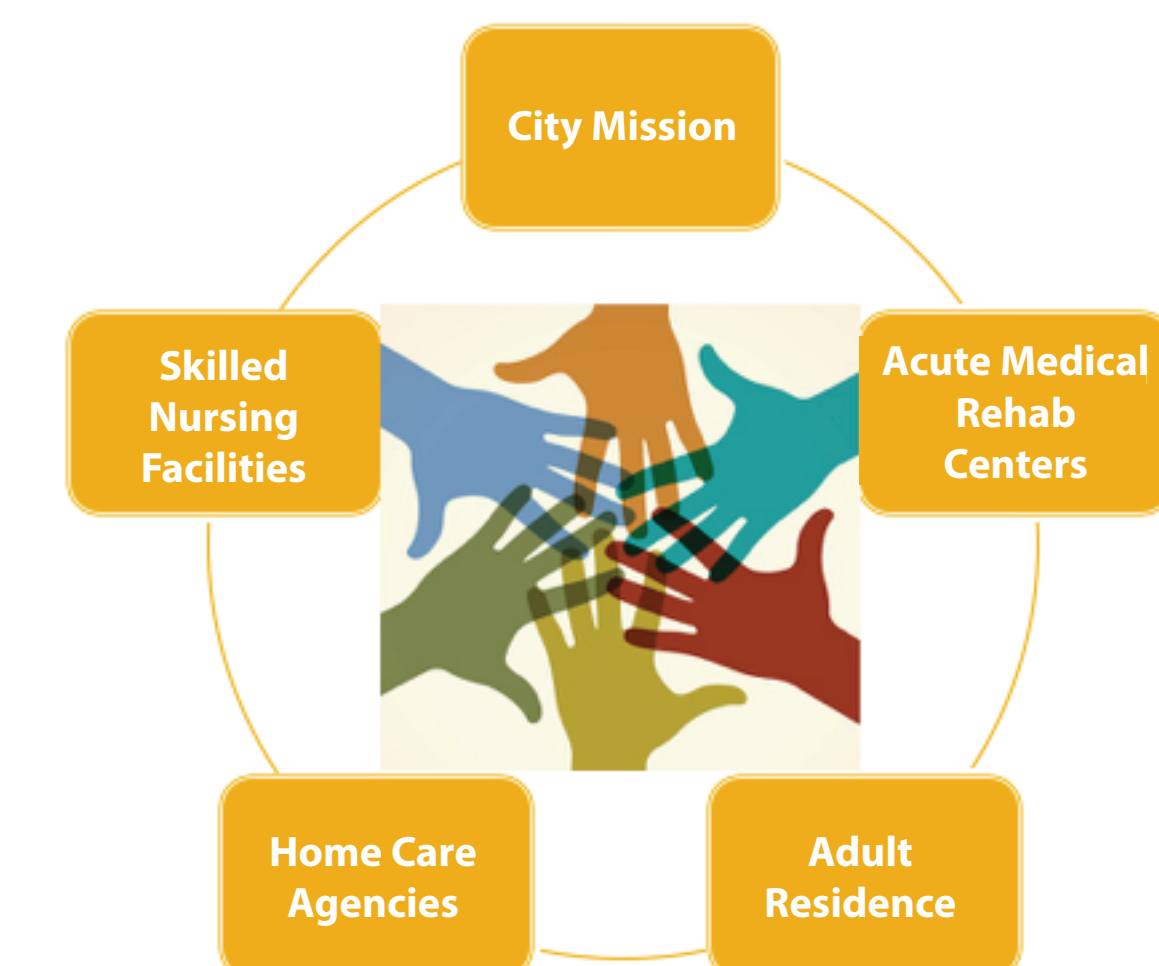 City Mission
Skilled
Nursing
Facilities
Acute Medical
Rehab
Centers
Home Care
Agencies
Adult
Residence